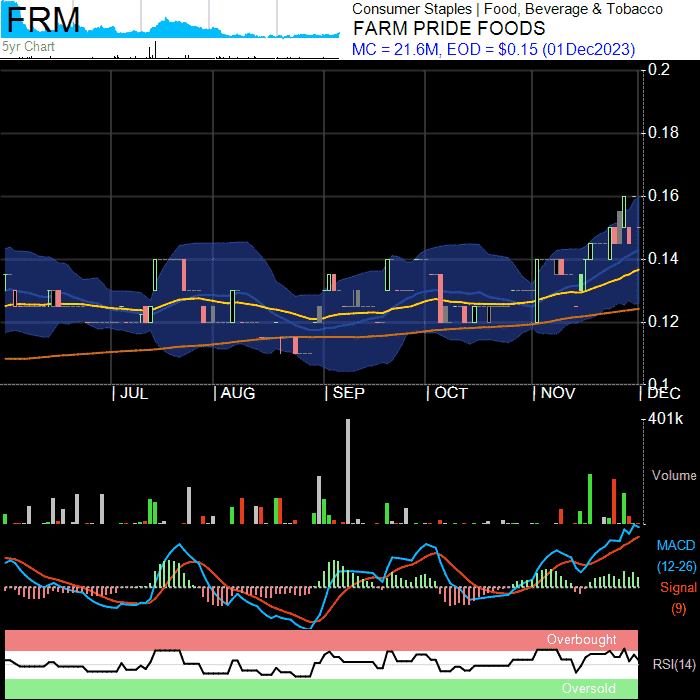 FRM
5yr Chart
Consumer Staples | Food, Beverage & Tobacco
FARM PRIDE FOODS
MC = 21.6M, EOD = $0.15 (01Dec2023)
0.2
0.18
0.16
0.14
0.12
0.1
JUL AUG SEP OCT NOV DEC
401k
Volume
MACD
(12-26)
Signal
(9)
Overbought
RSI(14)
Oversold